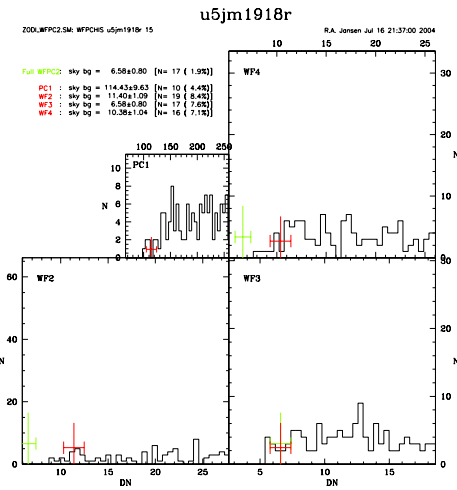 u5jm1918r
ZODI_WFPC2.SM: WFPCHIS u5jm1918r 15
R.A. Jansen Jul 16 21:37:00 2004
Full WFPC2: sky bg = 6.58±0.80 [N= 17 ( 1.9%)]
PC1 : sky bg = 114.43±9.63 [N= 10 ( 4.4%)]
WF2 : sky bg = 11.40±1.09 [N= 19 ( 8.4%)]
WF3 : sky bg = 6.58±0.80 [N= 17 ( 7.6%)]
WF4 : sky bg = 10.38±1.04 [N= 16 ( 7.1%)]
10 15 20 25
WF4
30
20
10
0
N
100 150 200 250
PC1
10
8
6
4
2
0
N
WF2
60
40
20
0
N
10 15 20 25
DN
WF3
30
20
10
0
N
5 10 15
DN